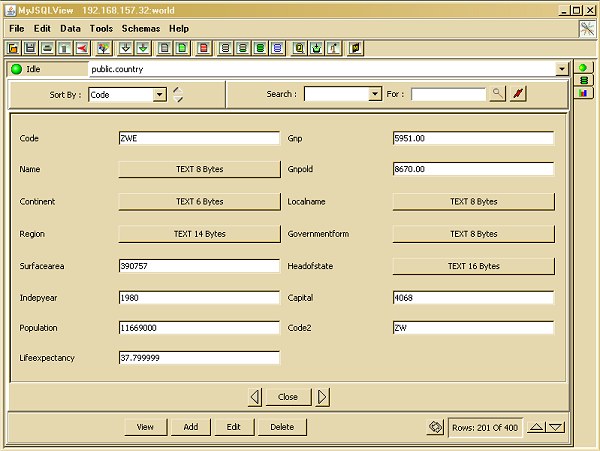 MyJSQLView 192.168.157.32:world
File Edit Data Tools Schemas Help
Idle public.country
Sort By : Code Search : For :
Code ZWE Gnp 5951.00
Name TEXT 8 Bytes Gnpold 8670.00
Continent TEXT 6 Bytes Localname TEXT 8 Bytes
Region TEXT 14 Bytes Governmentform TEXT 8 Bytes
Surfacearea 390757 Headofstate TEXT 16 Bytes
Indepyear 1980 Capital 4068
Population 11669000 Code2 ZW
Lifeexpectancy 37.799999
Close
View Add Edit Delete Rows: 201 Of 400